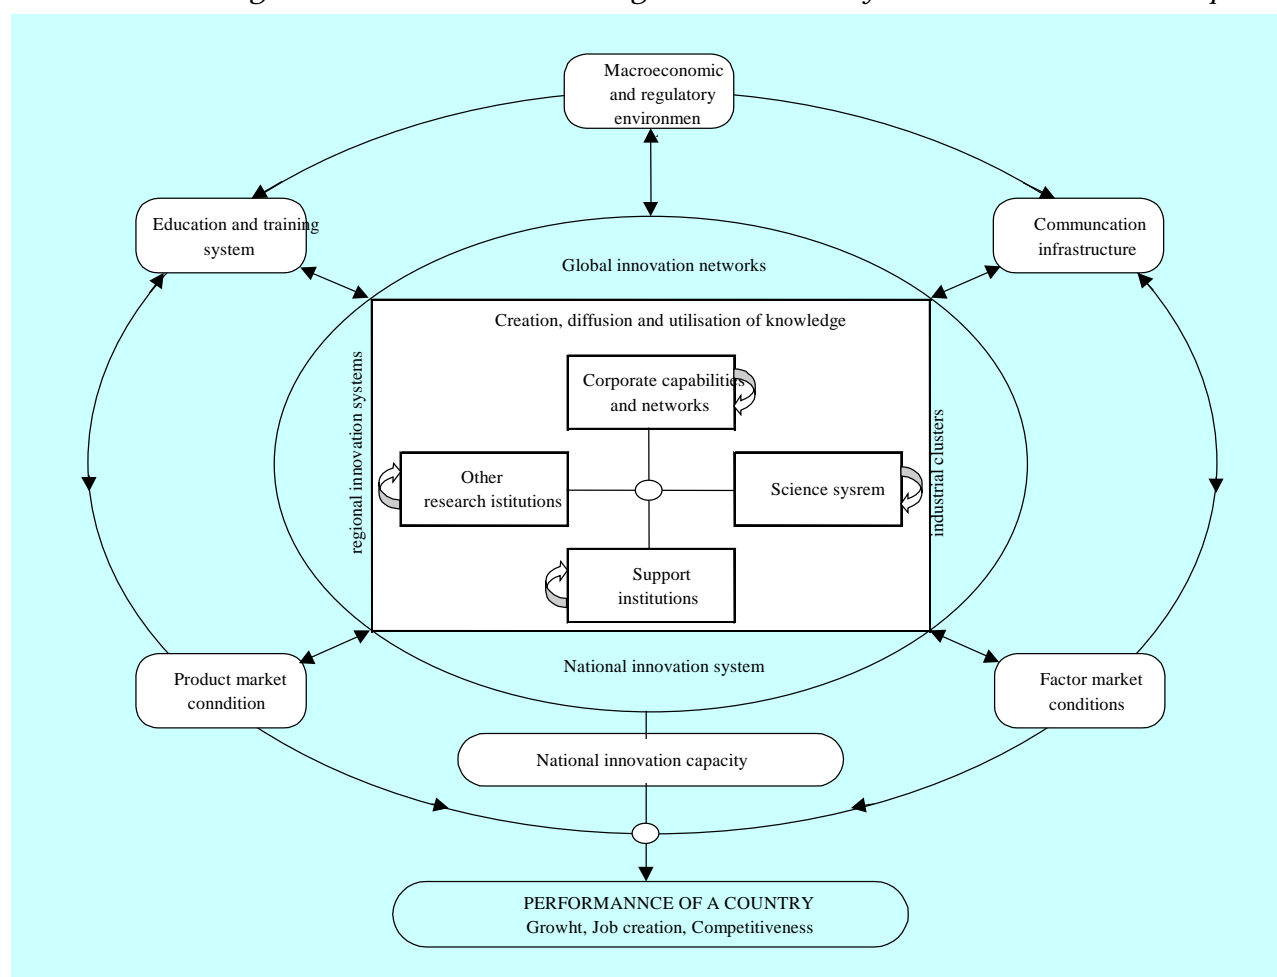 Macroeconomic
and regulatory
environmen
Education and training
system
Communcation
infrastructure
Global innovation networks
Creation, diffusion and utilisation of knowledge
regional innovation systems
industrial clusters
Corporate capabilities
and networks
Other
research istitutions
Science sysrem
Support
institutions
National innovation system
Product market
conndition
Factor market
conditions
National innovation capacity
PERFORMANNCE OF A COUNTRY
Growht, Job creation, Competitiveness